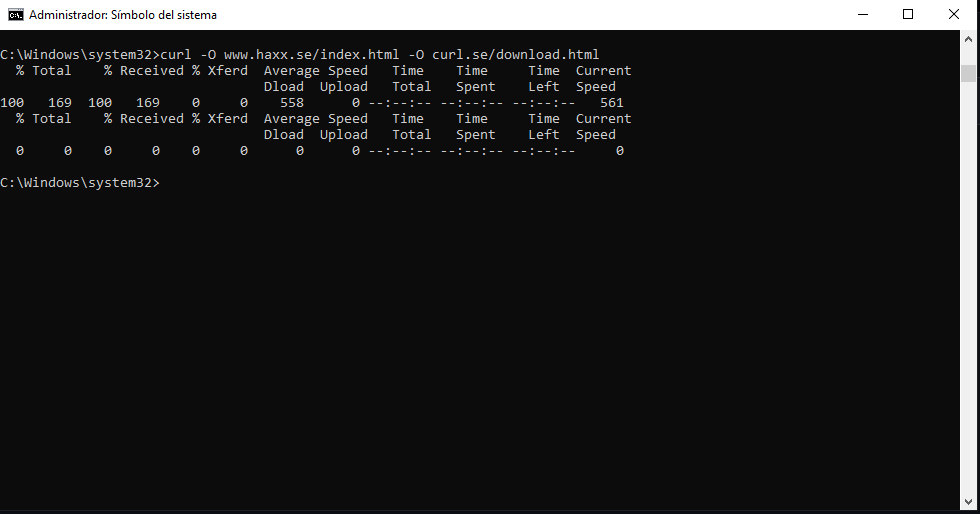 Administrador: Símbolo del sistema
C:\Windows\system32>curl -O www.haxx.se/index.html -O curl.se/download.html
  % Total    % Received % Xferd  Average Speed   Time    Time     Time  Current
                                 Dload  Upload   Total   Spent    Left  Speed
100   169  100   169    0     0    558      0 --:--:-- --:--:-- --:--:--   561
  % Total    % Received % Xferd  Average Speed   Time    Time     Time  Current
                                 Dload  Upload   Total   Spent    Left  Speed
  0     0    0     0    0     0      0      0 --:--:-- --:--:-- --:--:--     0
C:\Windows\system32>